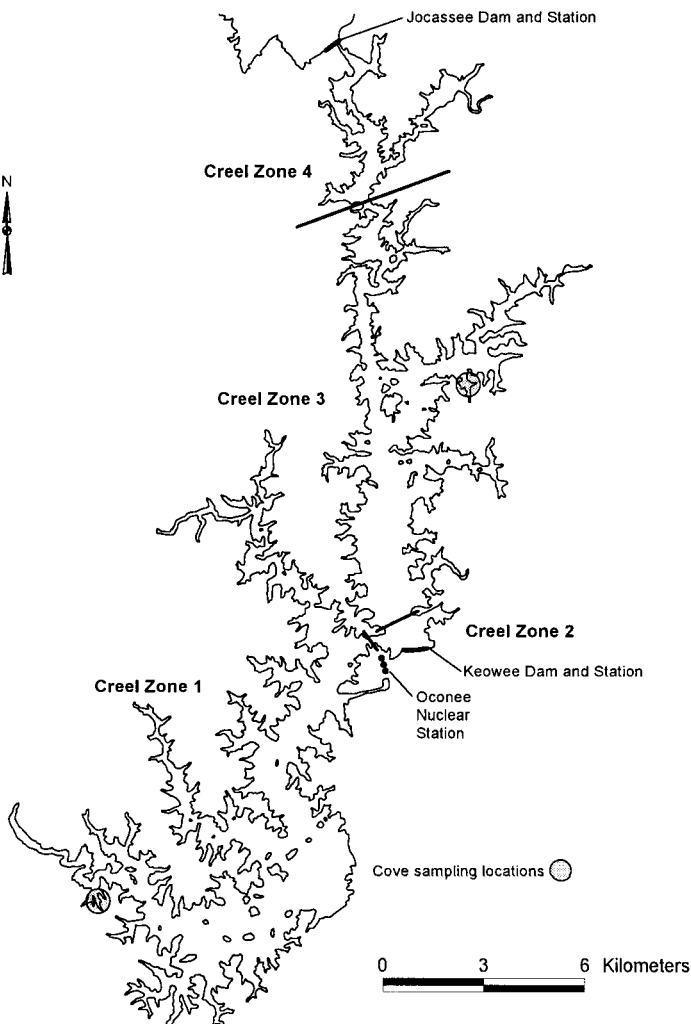 Jocassee Dam and Station
Creel Zone 4
N
Creel Zone 3
Creel Zone 2
Keowee Dam and Station
Creel Zone 1
Oconee
Nuclear
Station
Cove sampling locations
0 3 6 Kilometers